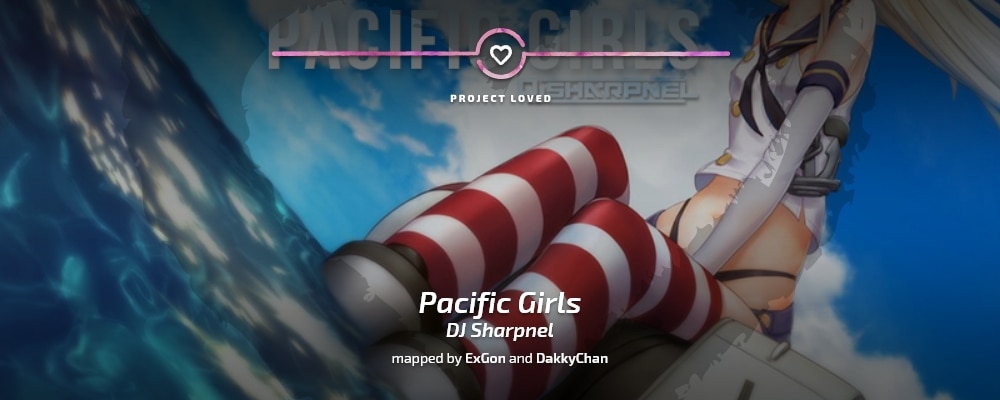 PACIFIC GIRLS
DJ SHARPNEL
PROJECT LOVED
Pacific Girls
DJ Sharpnel
mapped by ExGon and DakkyChan